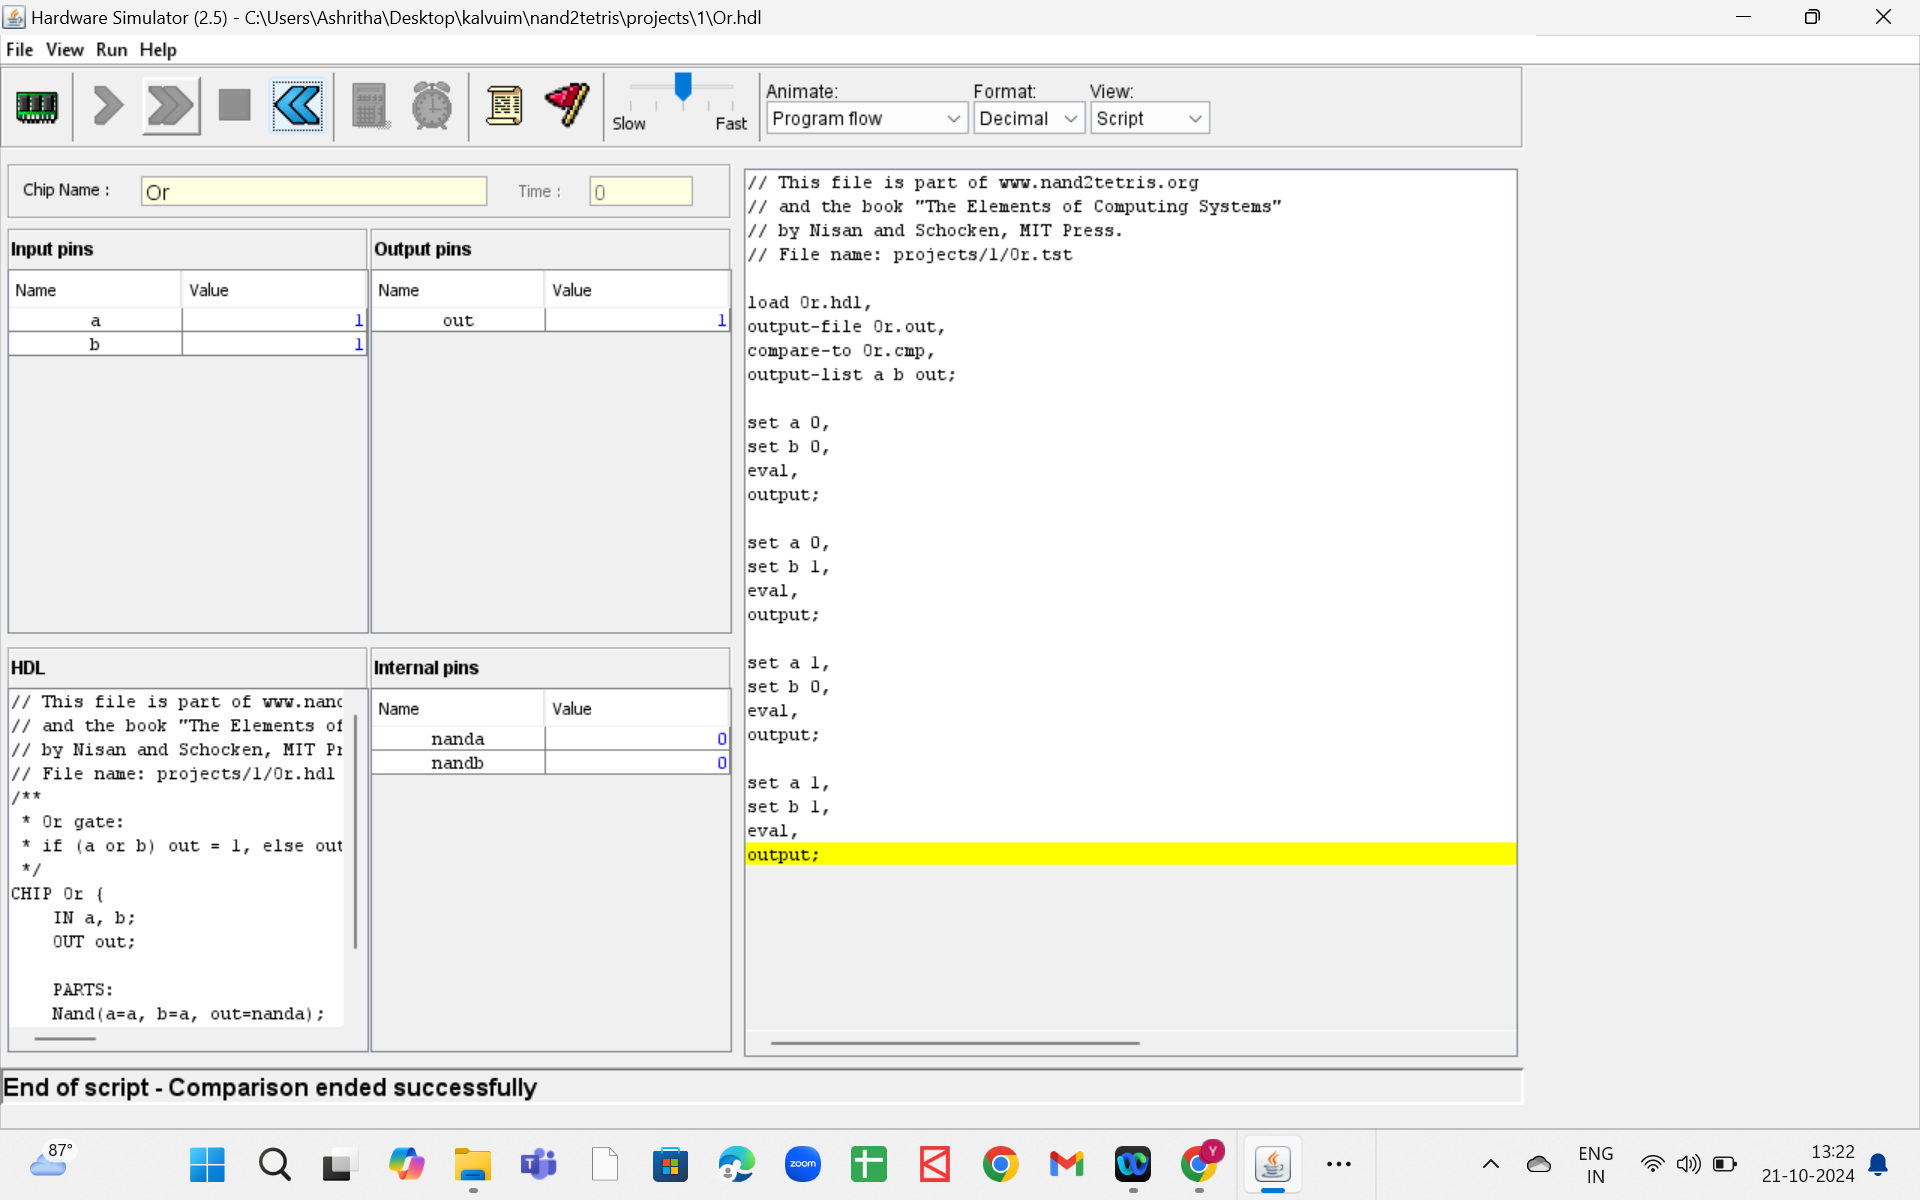 Hardware Simulator (2.5) - C:\Users\Ashritha\Desktop\kalvuim\nand2tetris\projects\1\Or.hdl
File View Run Help
Slow Fast
Animate:
Program flow
Format:
Decimal
View:
Script
Chip Name : Or Time : 0
Input pins
Name Value
a 1
b 1
Output pins
Name Value
out 1
HDL
// This file is part of www.nanc
// and the book "The Elements of
// by Nisan and Schocken, MIT Pr
// File name: projects/1/Or.hdl
/**
* Or gate:
* if (a or b) out = 1, else out
*/
CHIP Or {
IN a, b;
OUT out;
PARTS:
Nand(a=a, b=a, out=nanda);
Internal pins
Name Value
nanda 0
nandb 0
// This file is part of www.nand2tetris.org
// and the book "The Elements of Computing Systems"
// by Nisan and Schocken, MIT Press.
// File name: projects/1/Or.tst
load Or.hdl,
output-file Or.out,
compare-to Or.cmp,
output-list a b out;
set a 0,
set b 0,
eval,
output;
set a 0,
set b 1,
eval,
output;
set a 1,
set b 0,
eval,
output;
set a 1,
set b 1,
eval,
output;
End of script - Comparison ended successfully
87°
zoom
Y
ENG
IN
13:22
21-10-2024